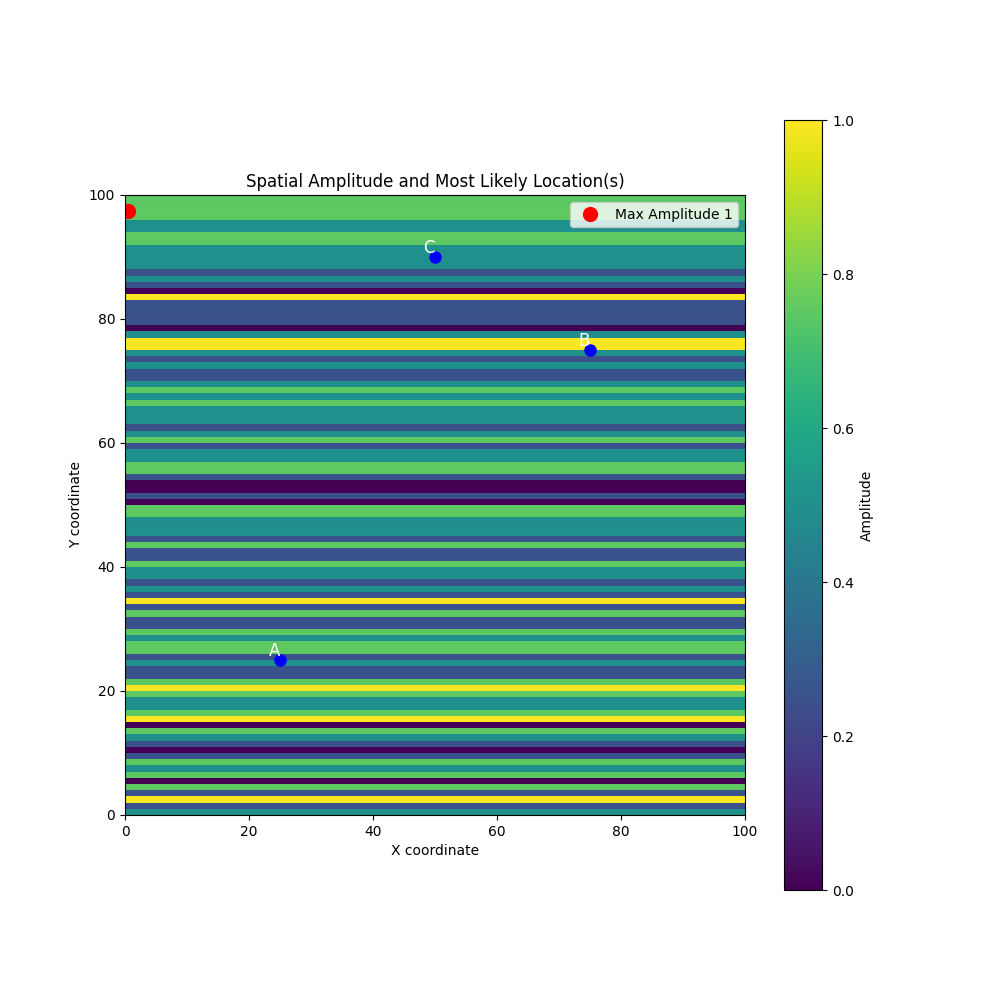 Spatial Amplitude and Most Likely Location(s)
Max Amplitude 1
C
B
A
Y coordinate
100
80
60
40
20
0
0 20 40 60 80 100
X coordinate
1.0
0.8
0.6
0.4
0.2
0.0
Amplitude